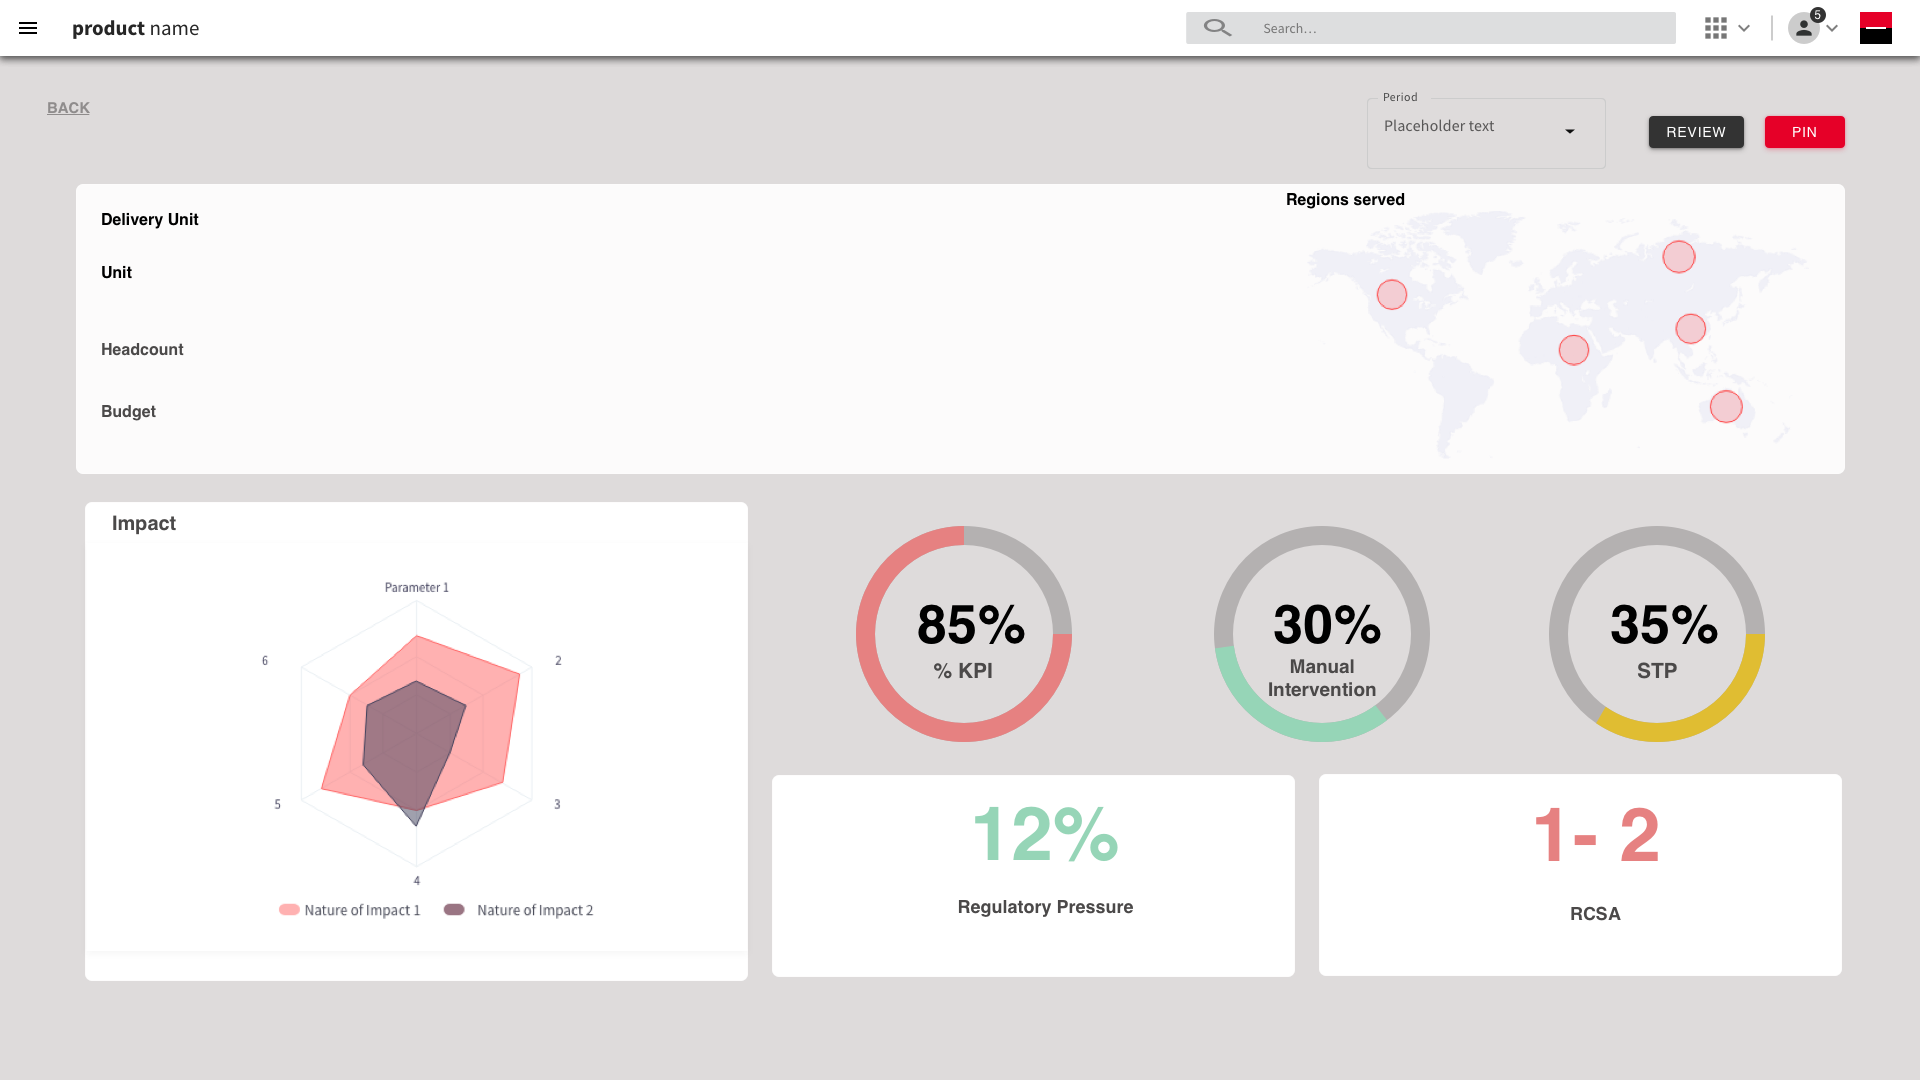 product name
Search...
5
BACK
Period
Placeholder text
REVIEW
PIN
Delivery Unit
Regions served
Unit
Headcount
Budget
Impact
Parameter 1
2
3
4
5
6
Nature of Impact 1
Nature of Impact 2
85%
% KPI
30%
Manual
Intervention
35%
STP
12%
Regulatory Pressure
1- 2
RCSA